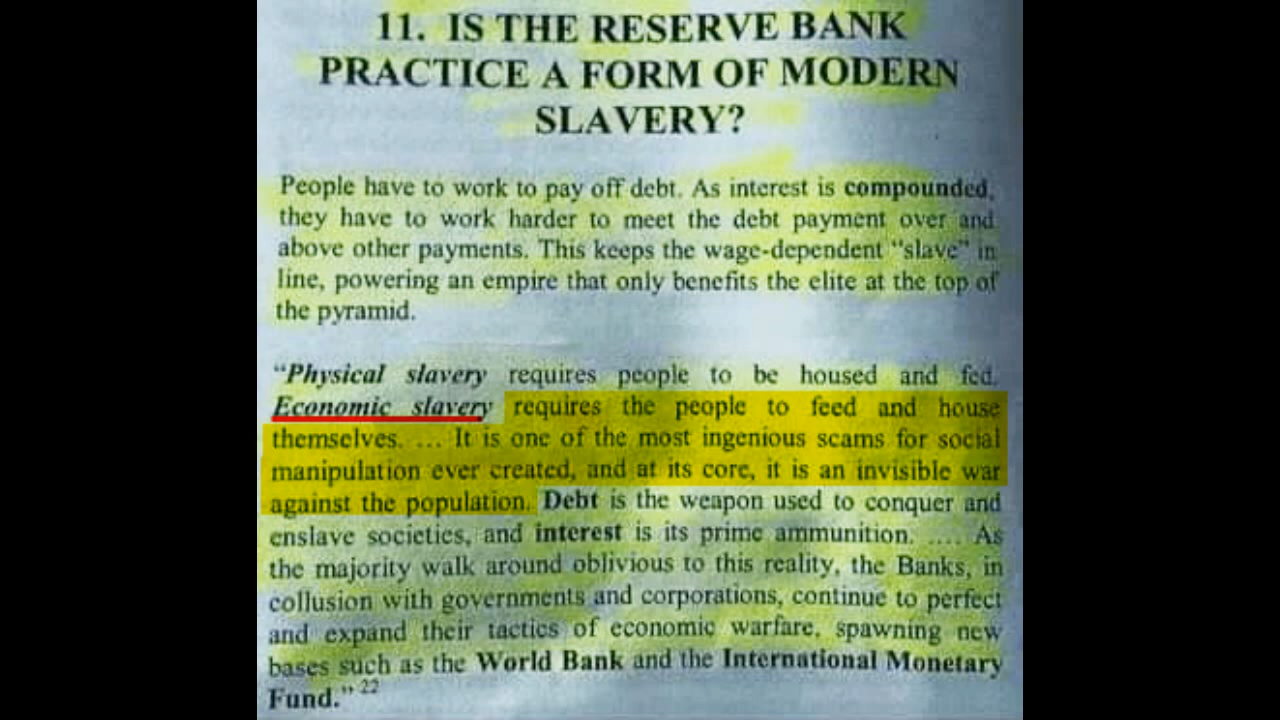 11. IS THE RESERVE BANK
PRACTICE A FORM OF MODERN
SLAVERY?
People have to work to pay off debt. As interest is compounded,
they have to work harder to meet the debt payment over and
above other payments. This keeps the wage-dependent "slave" in
line, powering an empire that only benefits the elite at the top of
the pyramid.
"Physical slavery requires people to be housed and fed.
Economic slavery requires the people to feed and house
themselves. ... It is one of the most ingenious scams for social
manipulation ever created, and at its core, it is an invisible war
against the population. Debt is the weapon used to conquer and
enslave societies, and interest is its prime ammunition. .... As
the majority walk around oblivious to this reality, the Banks, in
collusion with governments and corporations, continue to perfect
and expand their tactics of economic warfare, spawning new
bases such as the World Bank and the International Monetary
Fund." 22